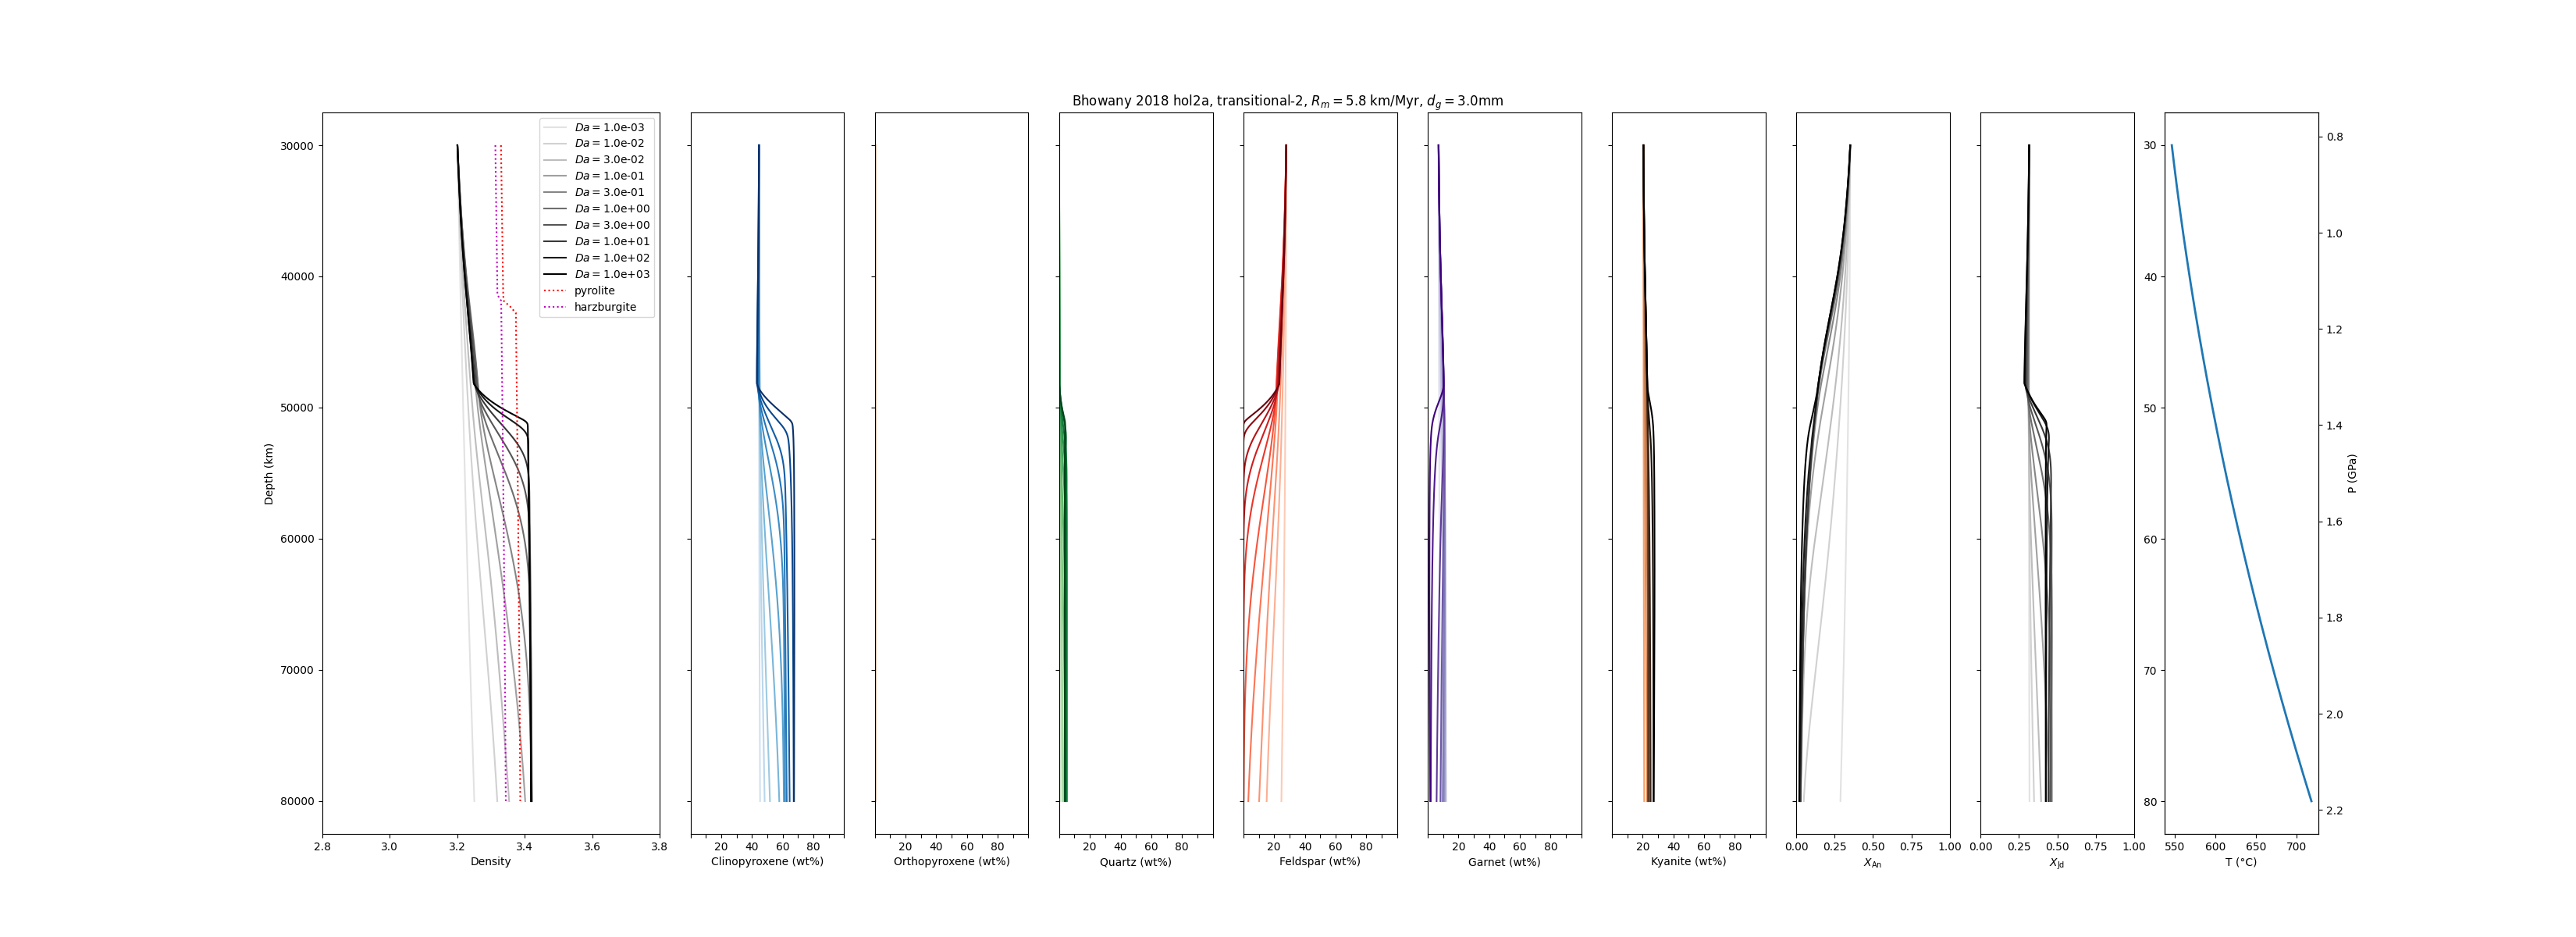 Bhowany 2018 hol2a, transitional-2, R_m = 5.8 km/Myr, d_g = 3.0mm
Da = 1.0e-03
Da = 1.0e-02
Da = 3.0e-02
Da = 1.0e-01
Da = 3.0e-01
Da = 1.0e+00
Da = 3.0e+00
Da = 1.0e+01
Da = 1.0e+02
Da = 1.0e+03
pyrolite
harzburgite
Depth (km)
30000
40000
50000
60000
70000
80000
2.8 3.0 3.2 3.4 3.6 3.8
Density
20 40 60 80
Clinopyroxene (wt%)
20 40 60 80
Orthopyroxene (wt%)
20 40 60 80
Quartz (wt%)
20 40 60 80
Feldspar (wt%)
20 40 60 80
Garnet (wt%)
20 40 60 80
Kyanite (wt%)
0.00 0.25 0.50 0.75 1.00
X_An
0.00 0.25 0.50 0.75 1.00
X_Jd
30
40
50
60
70
80
550 600 650 700
T (°C)
0.8
1.0
1.2
1.4
1.6
1.8
2.0
2.2
P (GPa)